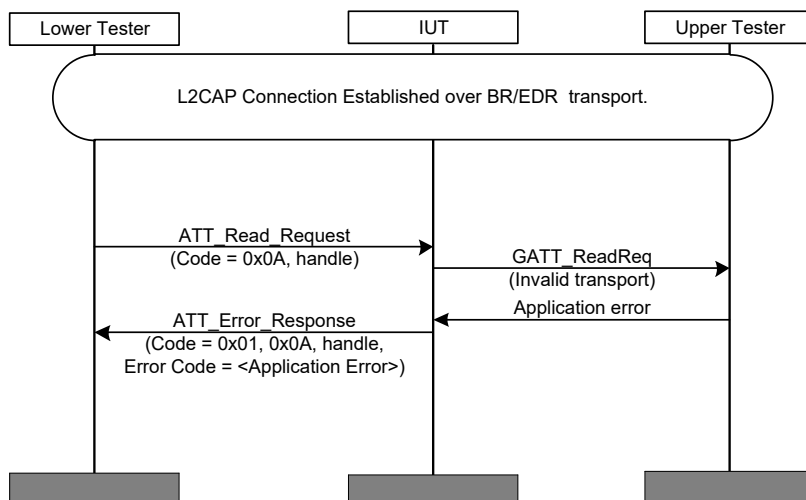 Lower Tester
IUT
Upper Tester
L2CAP Connection Established over BR/EDR transport.
ATT_Read_Request
(Code = 0x0A, handle)
GATT_ReadReq
(Invalid transport)
Application error
ATT_Error_Response
(Code = 0x01, 0x0A, handle,
Error Code = <Application Error>)